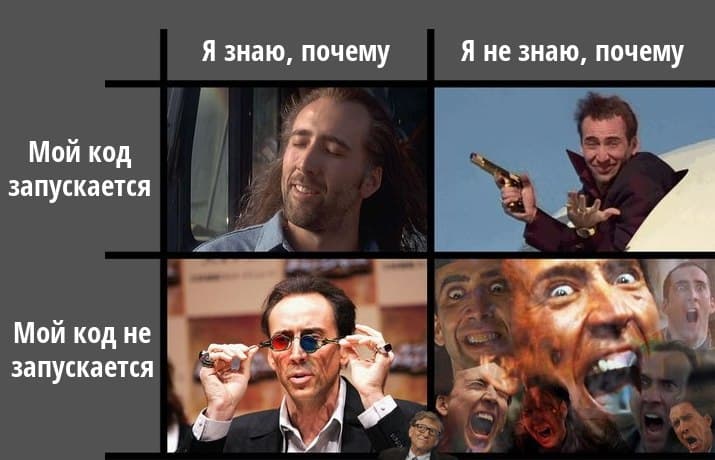 Я знаю, почему
Я не знаю, почему
Мой код
запускается
Мой код не
запускается